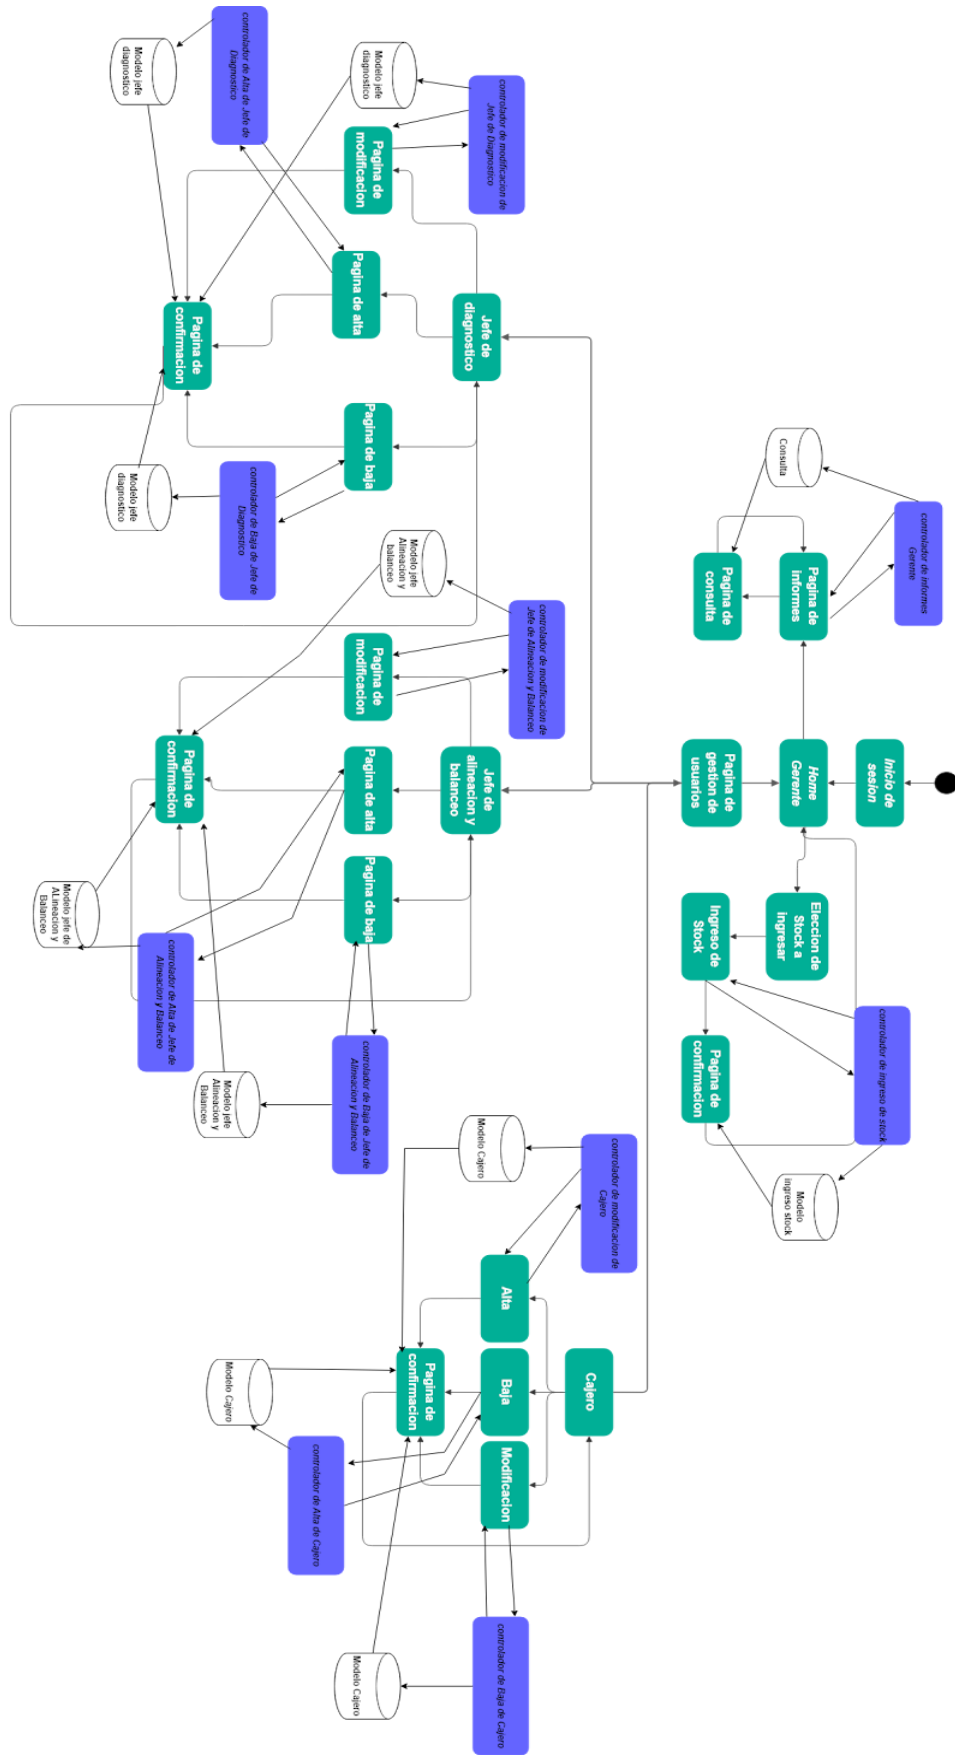 Inicio de
sesion
controlador de informes
Gerente
controlador de ingreso de stock
Pagina de
informes
Home
Gerente
Eleccion de
Stock a
ingresar
Modelo
ingreso stock
Consulta
Pagina de
consulta
Pagina de
gestion de
usuarios
Ingreso de
Stock
Pagina de
confirmacion
controlador de modificacion de
Jefe de Diagnostico
Jefe de
diagnostico
controlador de modificacion de
Jefe de Alineacion y Balanceo
Jefe de
alineacion y
balanceo
controlador de modificacion de
Cajero
Cajero
Modelo jefe
diagnostico
Pagina de
modificacion
Pagina de alta
Pagina de baja
Modelo jefe
Alineacion y
balanceo
Pagina de
modificacion
Pagina de alta
Pagina de baja
Modelo Cajero
Alta
Baja
Modificacion
controlador de Baja de Cajero
controlador de Alta de Jefe de
Diagnostico
controlador de Baja de Jefe de
Diagnostico
controlador de Baja de Jefe de
Alineacion y Balanceo
Pagina de
confirmacion
Modelo Cajero
Modelo jefe
diagnostico
Pagina de
confirmacion
Modelo jefe
diagnostico
Pagina de
confirmacion
Modelo jefe de
ALineacion y
Balanceo
controlador de Alta de Jefe de
Alineacion y Balanceo
Modelo jefe
Alineacion y
Balanceo
Modelo Cajero
controlador de Alta de Cajero